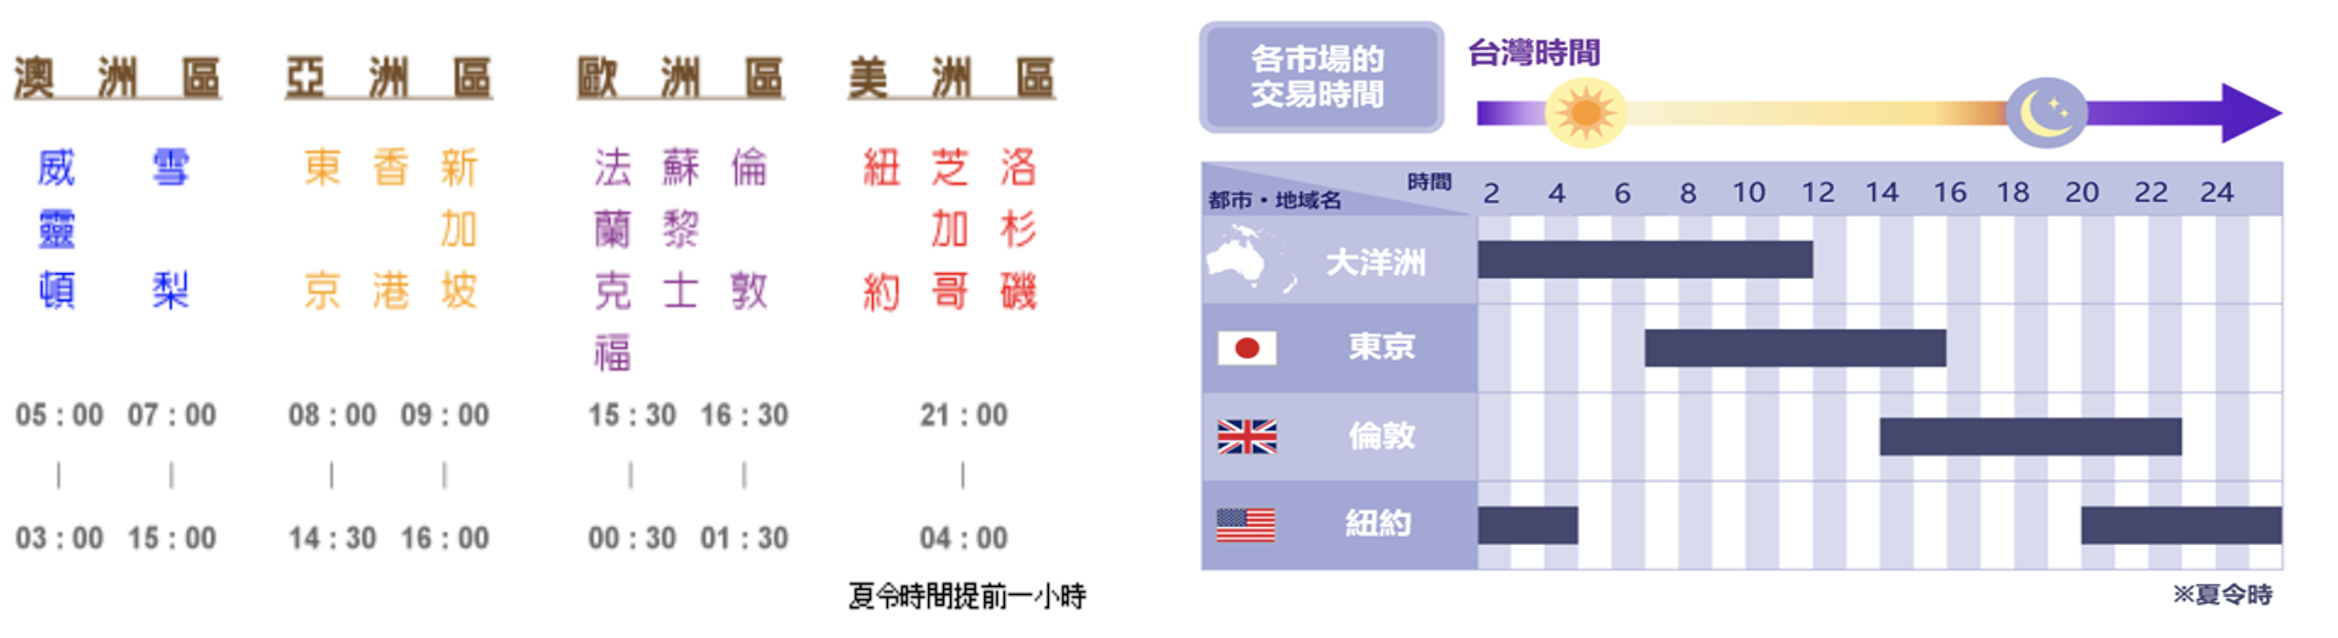 澳洲區
亞洲區
歐洲區
美洲區
威靈頓
雪梨
東京
香港
新加坡
法蘭克福
蘇黎士
倫敦
紐約
芝加哥
洛杉磯
05 : 00 07 : 00
08 : 00 09 : 00
15 : 30 16 : 30
21 : 00
| |
| |
| |
|
03 : 00 15 : 00
14 : 30 16 : 00
00 : 30 01 : 30
04 : 00
夏令時間提前一小時
各市場的
交易時間
台灣時間
時間
都市・地域名
2 4 6 8 10 12 14 16 18 20 22 24
大洋洲
東京
倫敦
紐約
※夏令時